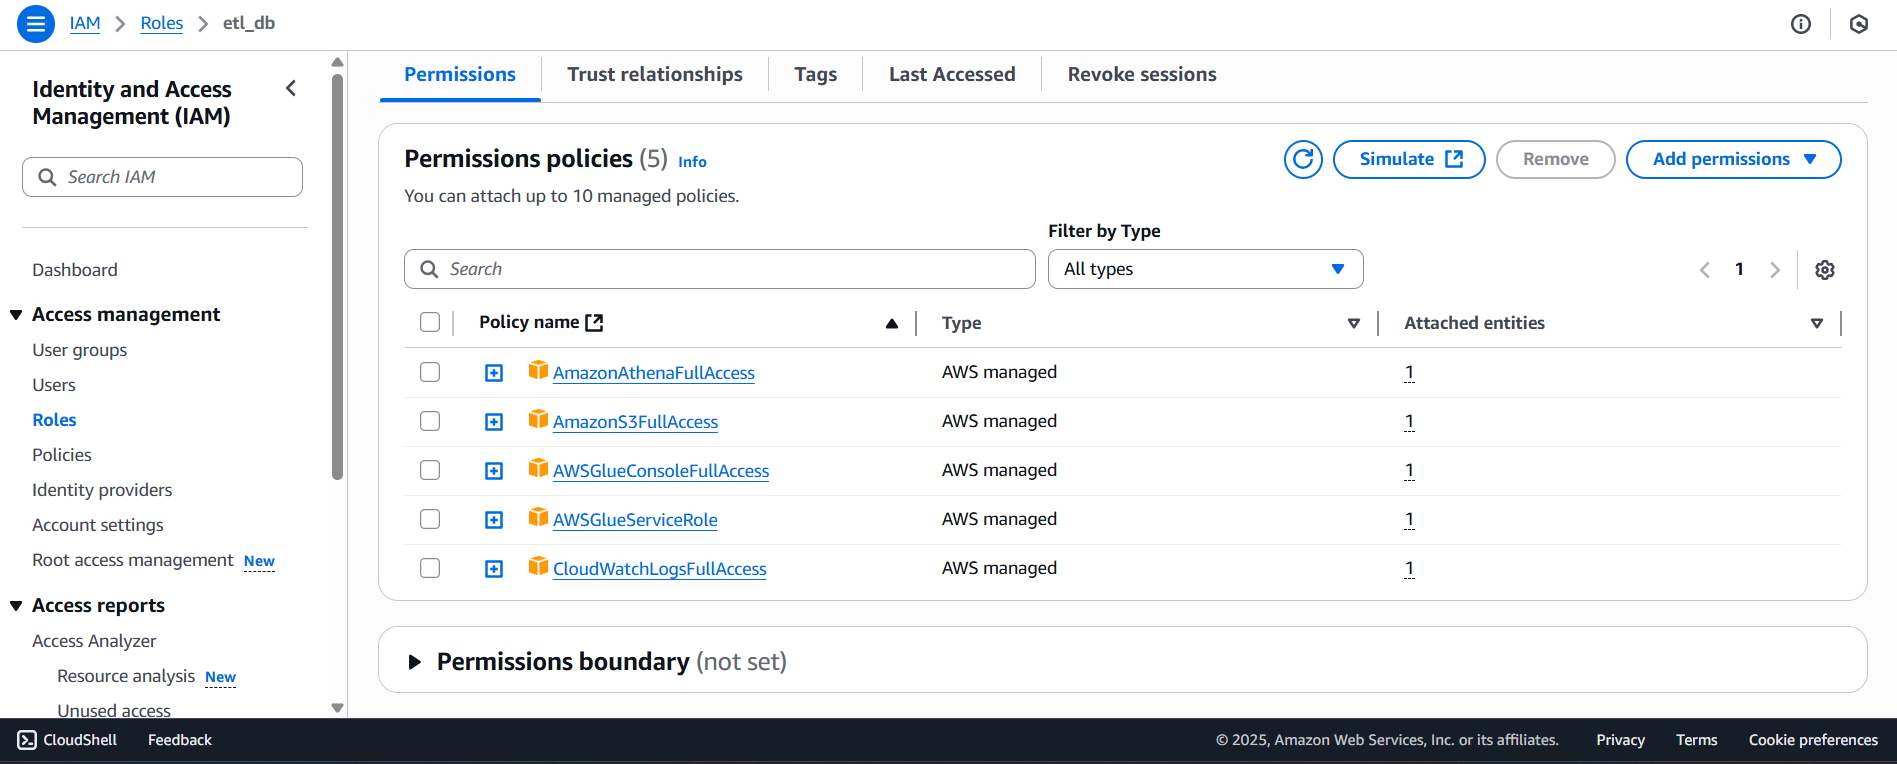 IAM > Roles > etl_db
Identity and Access
Management (IAM)
Search IAM
Dashboard
Access management
User groups
Users
Roles
Policies
Identity providers
Account settings
Root access management New
Access reports
Access Analyzer
Resource analysis New
Unused access
Permissions Trust relationships Tags Last Accessed Revoke sessions
Permissions policies (5) Info
Simulate Remove Add permissions
You can attach up to 10 managed policies.
Filter by Type
Search All types 1
Policy name Type Attached entities
AmazonAthenaFullAccess AWS managed 1
AmazonS3FullAccess AWS managed 1
AWSGlueConsoleFullAccess AWS managed 1
AWSGlueServiceRole AWS managed 1
CloudWatchLogsFullAccess AWS managed 1
Permissions boundary (not set)
CloudShell Feedback © 2025, Amazon Web Services, Inc. or its affiliates. Privacy Terms Cookie preferences